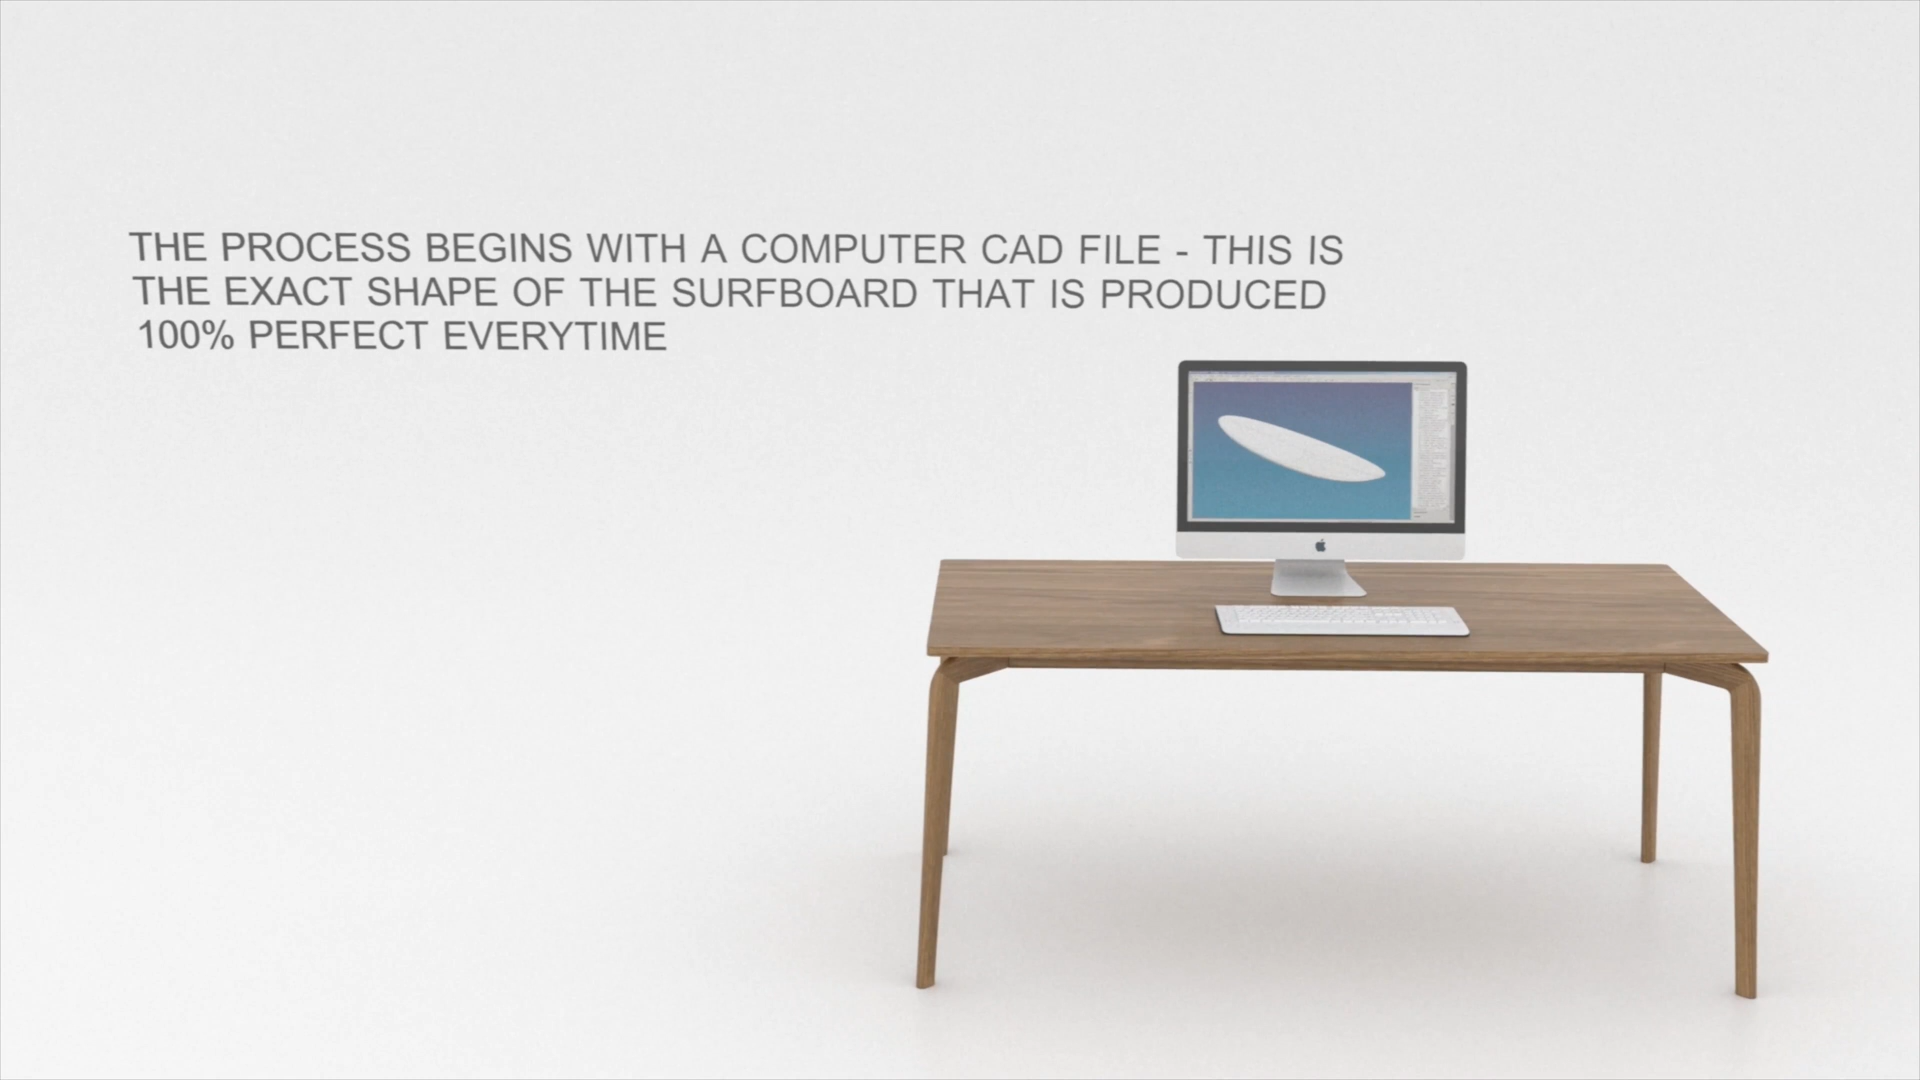 THE PROCESS BEGINS WITH A COMPUTER CAD FILE - THIS IS
THE EXACT SHAPE OF THE SURFBOARD THAT IS PRODUCED
100% PERFECT EVERYTIME